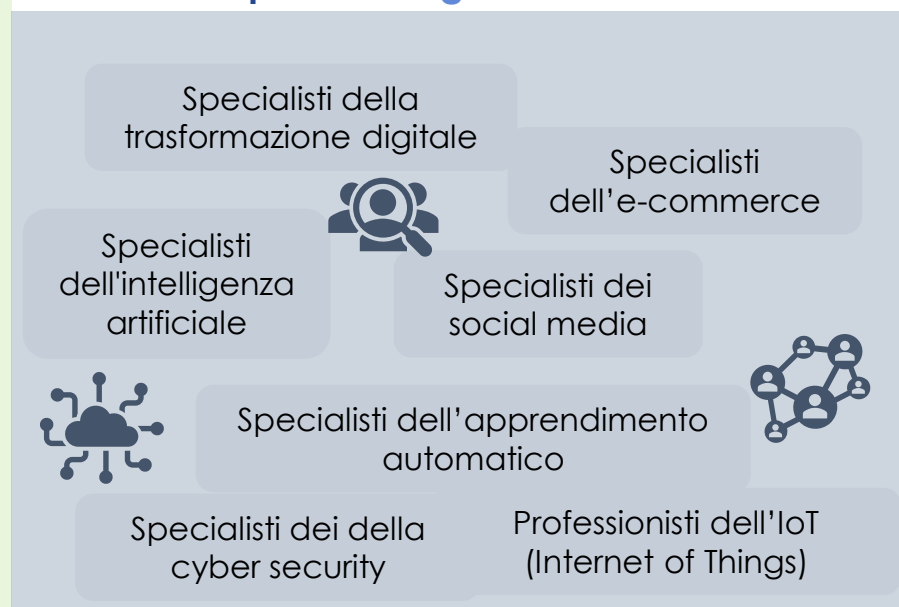 Specialisti della
trasformazione digitale
Specialisti
dell’e-commerce
Specialisti
dell'intelligenza
artificiale
Specialisti dei
social media
Specialisti dell’apprendimento
automatico
Specialisti dei della
cyber security
Professionisti dell’IoT
(Internet of Things)